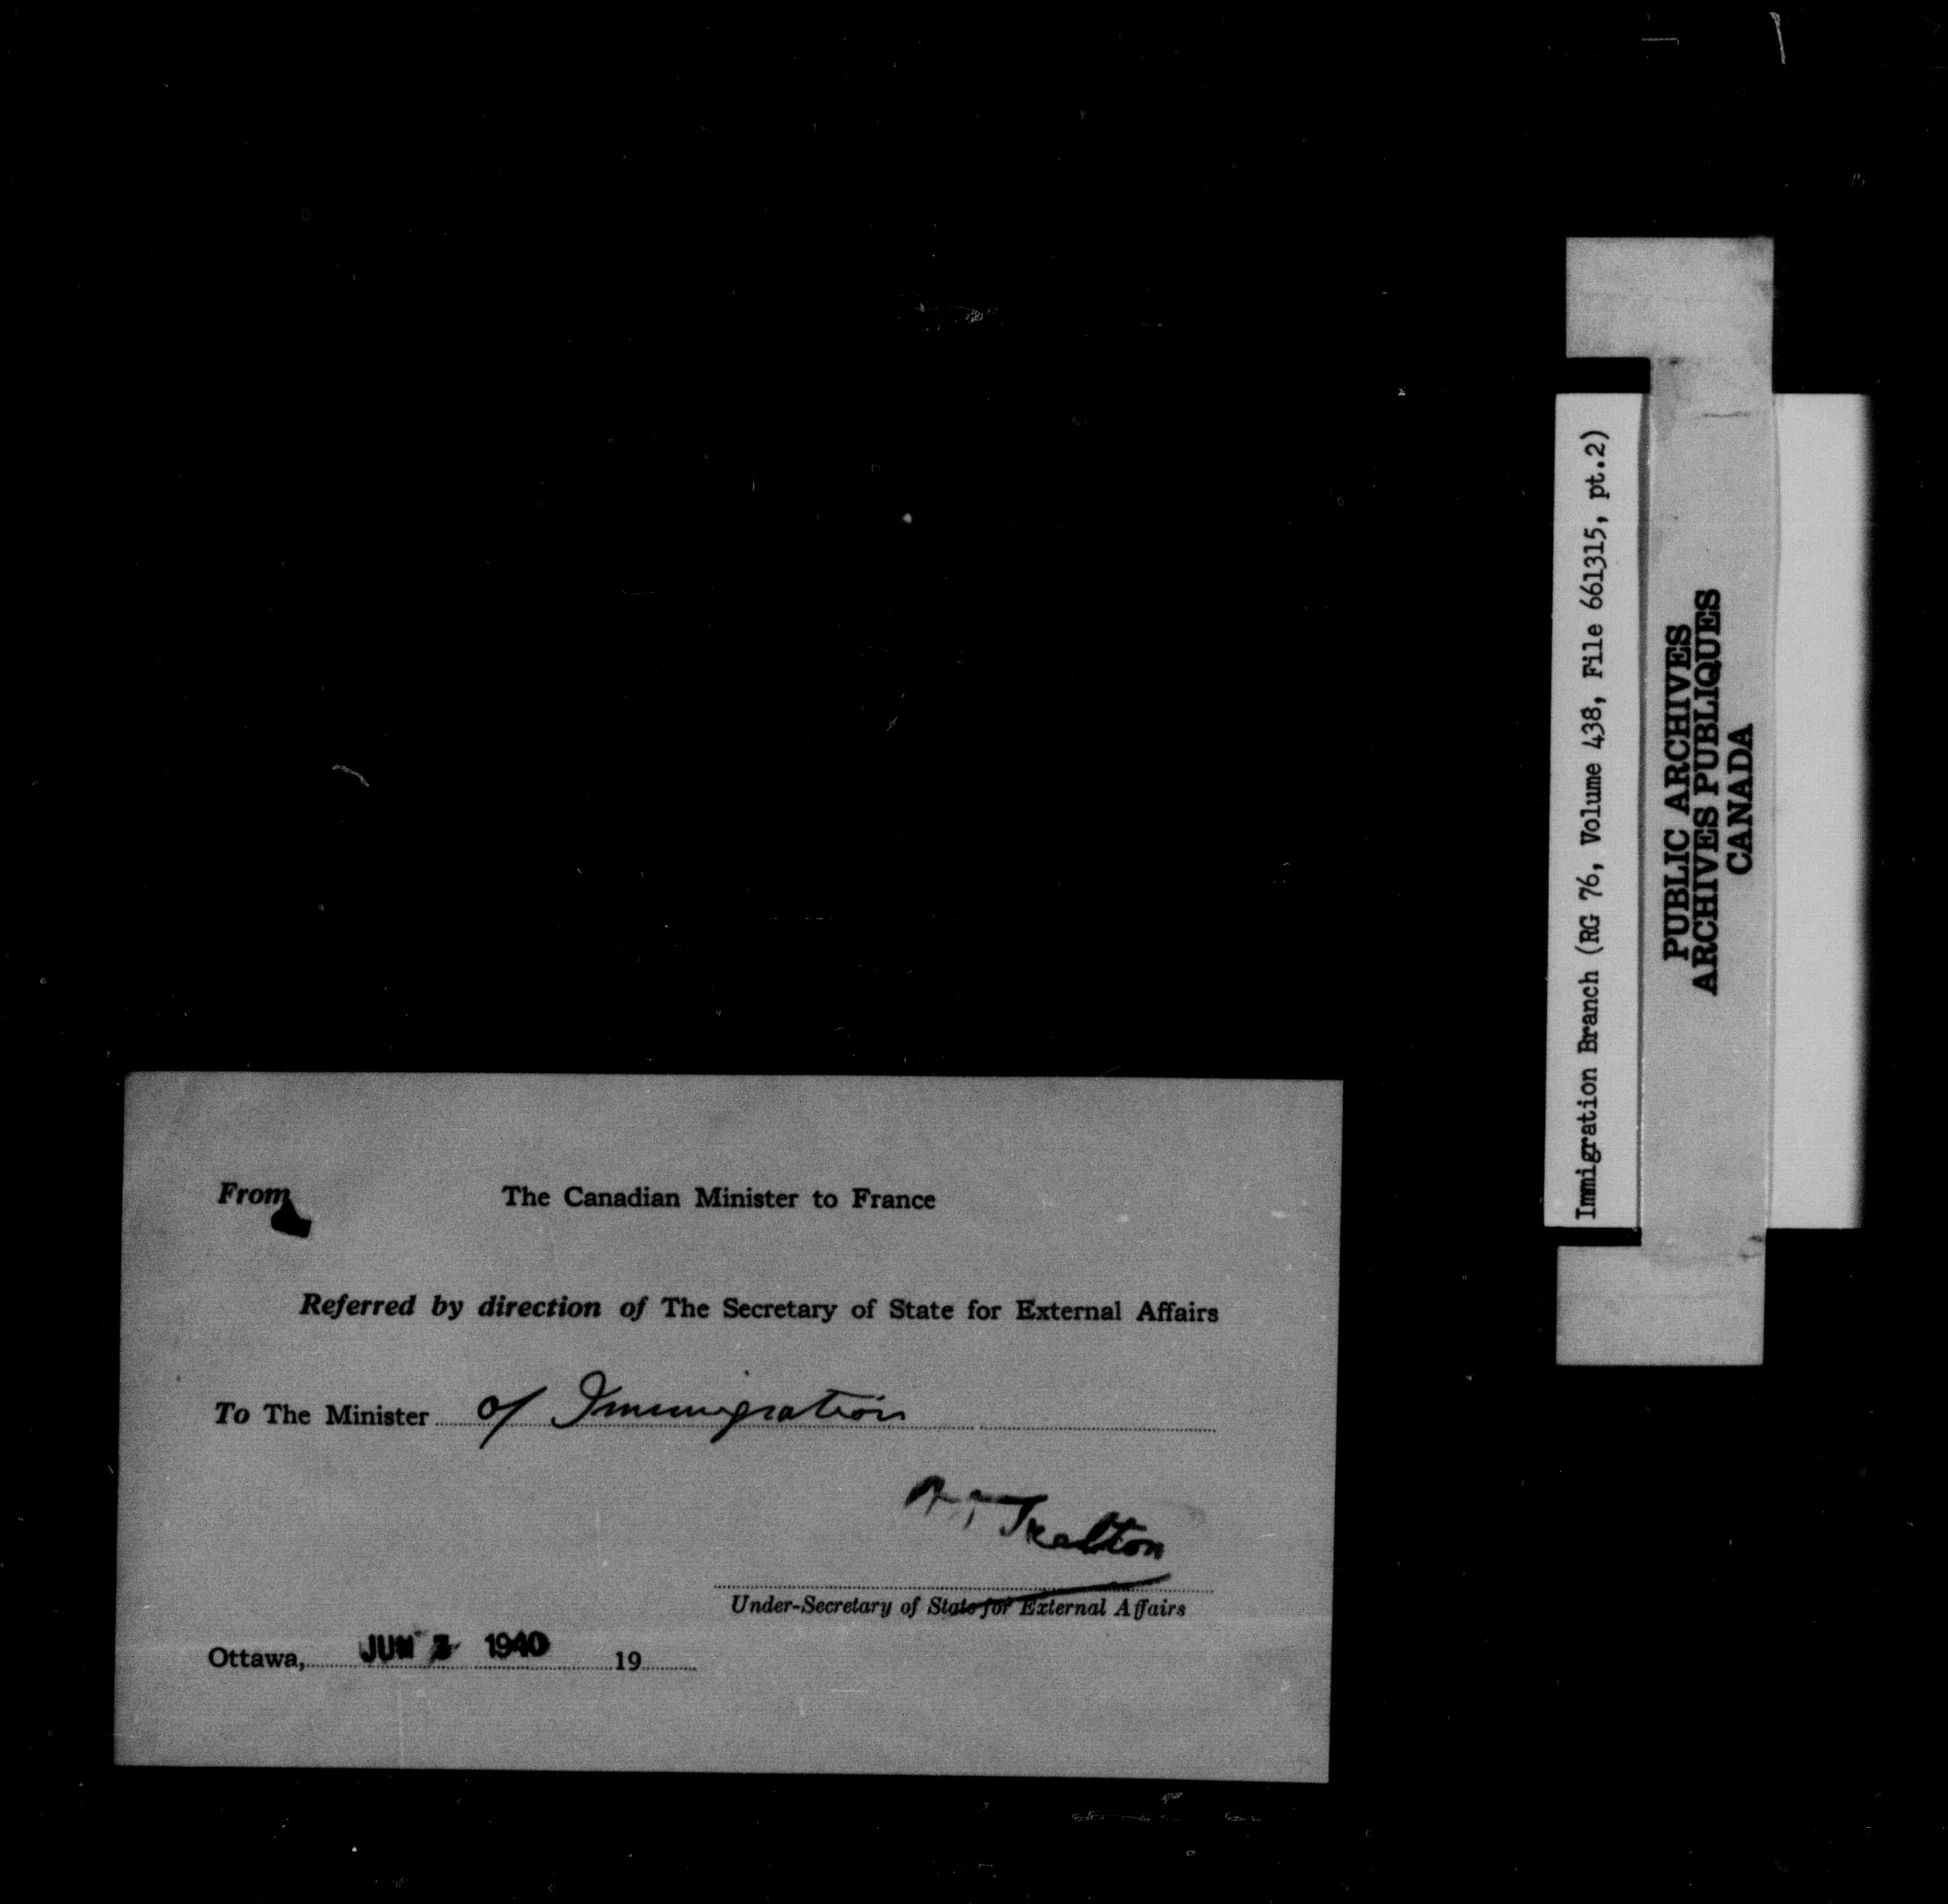 From The Canadian Minister to France
Referred by direction of The Secretary of State for External Affairs
To The Minister of Immigration
Skelton
Under-Secretary of State for External Affairs
Ottawa, JUN 3 1940 19
Immigration Branch (RG 76, Volume 438, File 661315, pt.2)
PUBLIC ARCHIVES
ARCHIVES PUBLIQUES
CANADA